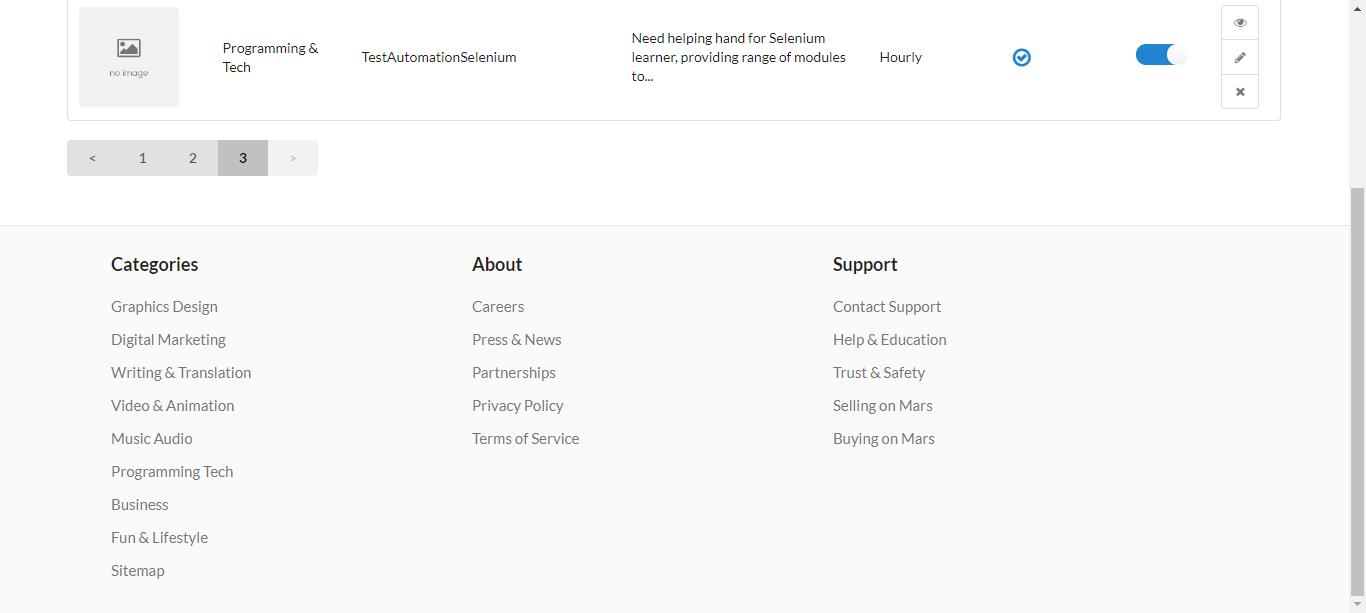 no image
Programming &
Tech
TestAutomationSelenium
Need helping hand for Selenium
learner, providing range of modules
to...
Hourly
< 1 2 3 >
Categories
Graphics Design
Digital Marketing
Writing & Translation
Video & Animation
Music Audio
Programming Tech
Business
Fun & Lifestyle
Sitemap
About
Careers
Press & News
Partnerships
Privacy Policy
Terms of Service
Support
Contact Support
Help & Education
Trust & Safety
Selling on Mars
Buying on Mars